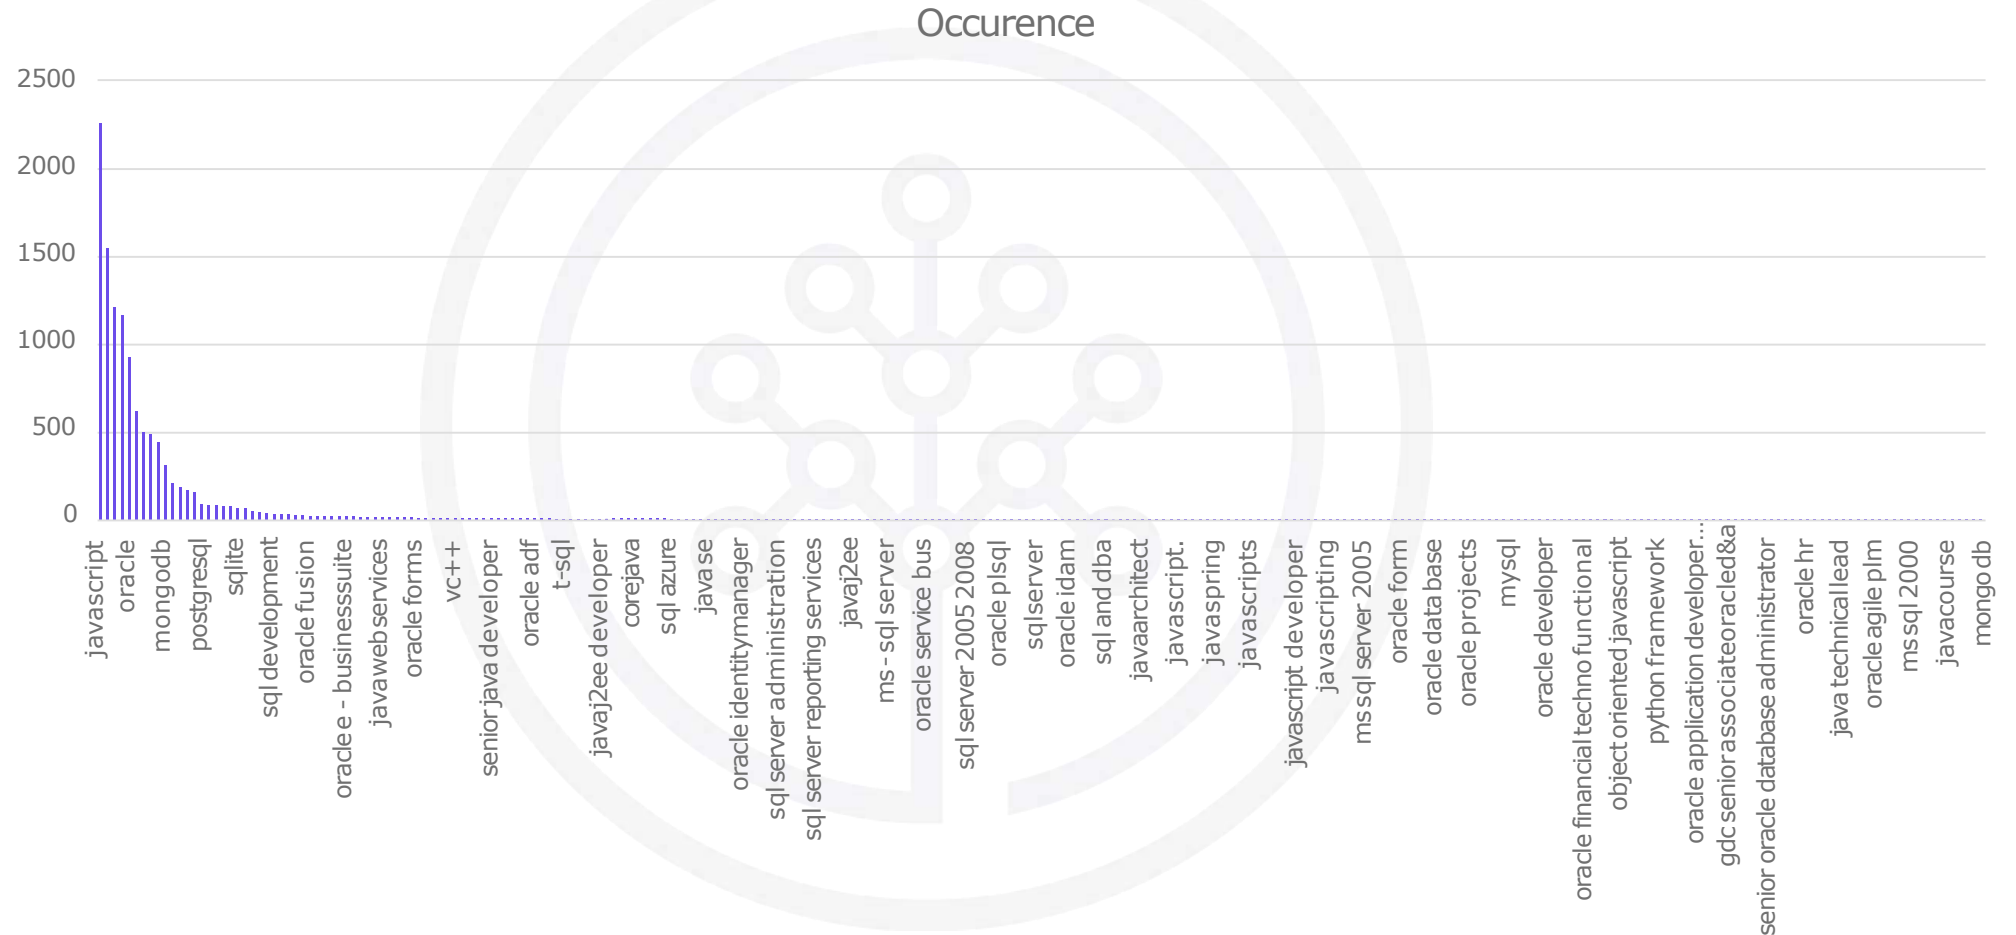 Occurence
2500
2000
1500
1000
500
0
javascript
oracle
mongodb
postgresql
sqlite
sql development
oracle fusion
oracle e - businesssuite
javawebservices
oracle forms
vc++
senior java developer
oracle adf
t-sql
javaj2ee developer
corejava
sql azure
java se
oracle identitymanager
sql server administration
sql server reporting services
javaj2ee
ms - sql server
oracle service bus
sql server 2005 2008
oracle plsql
sqlserver
oracle idam
sql and dba
javaarchitect
javascript.
javaspring
javascripts
javascript developer
javascripting
ms sql server 2005
oracle form
oracle data base
oracle projects
mysql
oracle developer
oracle financial techno functional
object oriented javascript
python framework
oracle application developer...
gdc senior associateoracled&a
senior oracle database administrator
oracle hr
java technical lead
oracle agile plm
ms sql 2000
javacourse
mongo db